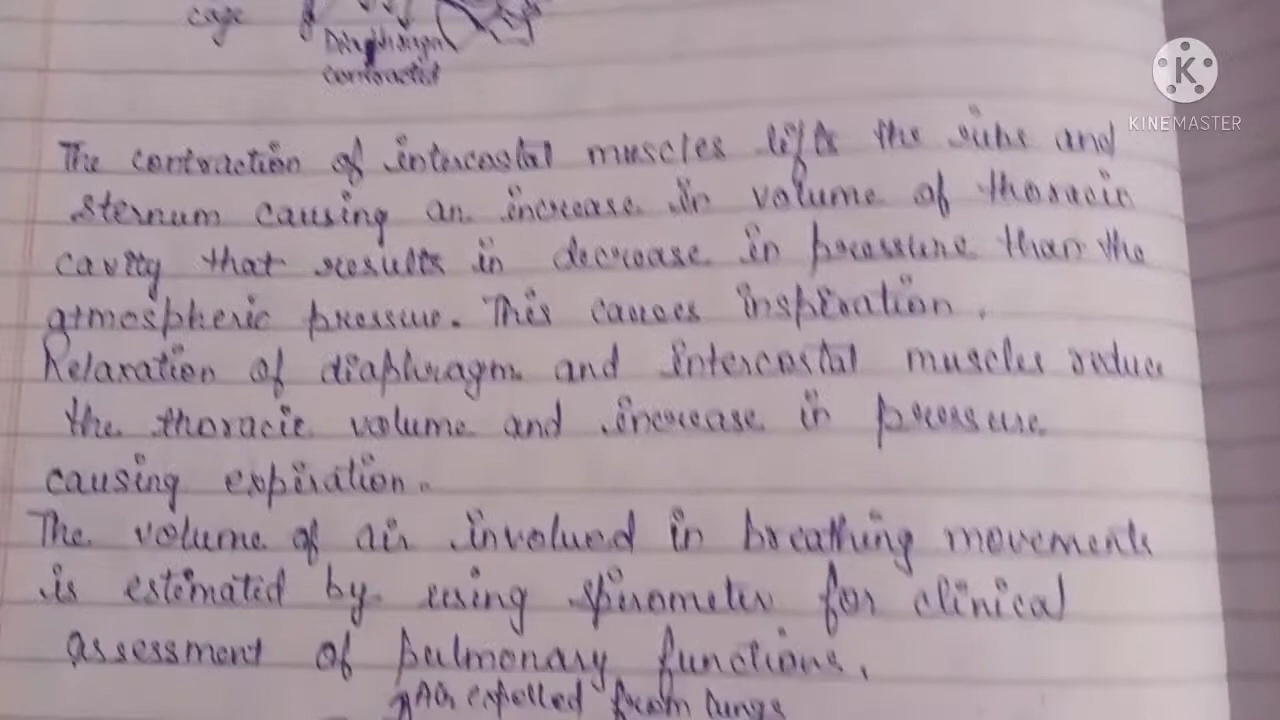 cage
Diaphragm
contracted
K
KINEMASTER
The contraction of intercostal muscles lifts the ribs and
sternum causing an increase in volume of thoracic
cavity that results in decrease in pressure than the
atmospheric pressure. This causes inspiration.
Relaxation of diaphragm and intercostal muscles reduce
the thoracic volume and increase in pressure
causing expiration.
The volume of air involved in breathing movements
is estimated by using spirometer for clinical
assessment of pulmonary functions.
Air expelled from lungs